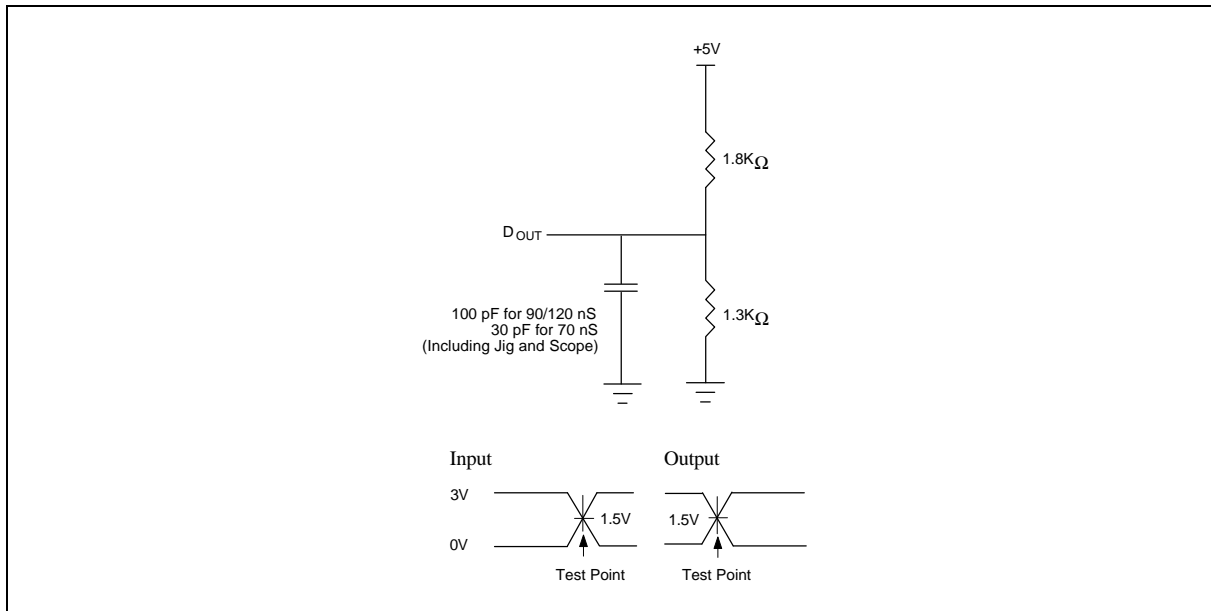 +5V
1.8KΩ
DOUT
100 pF for 90/120 nS
30 pF for 70 nS
(Including Jig and Scope)
1.3KΩ
Input
Output
3V
1.5V
1.5V
0V
Test Point
Test Point